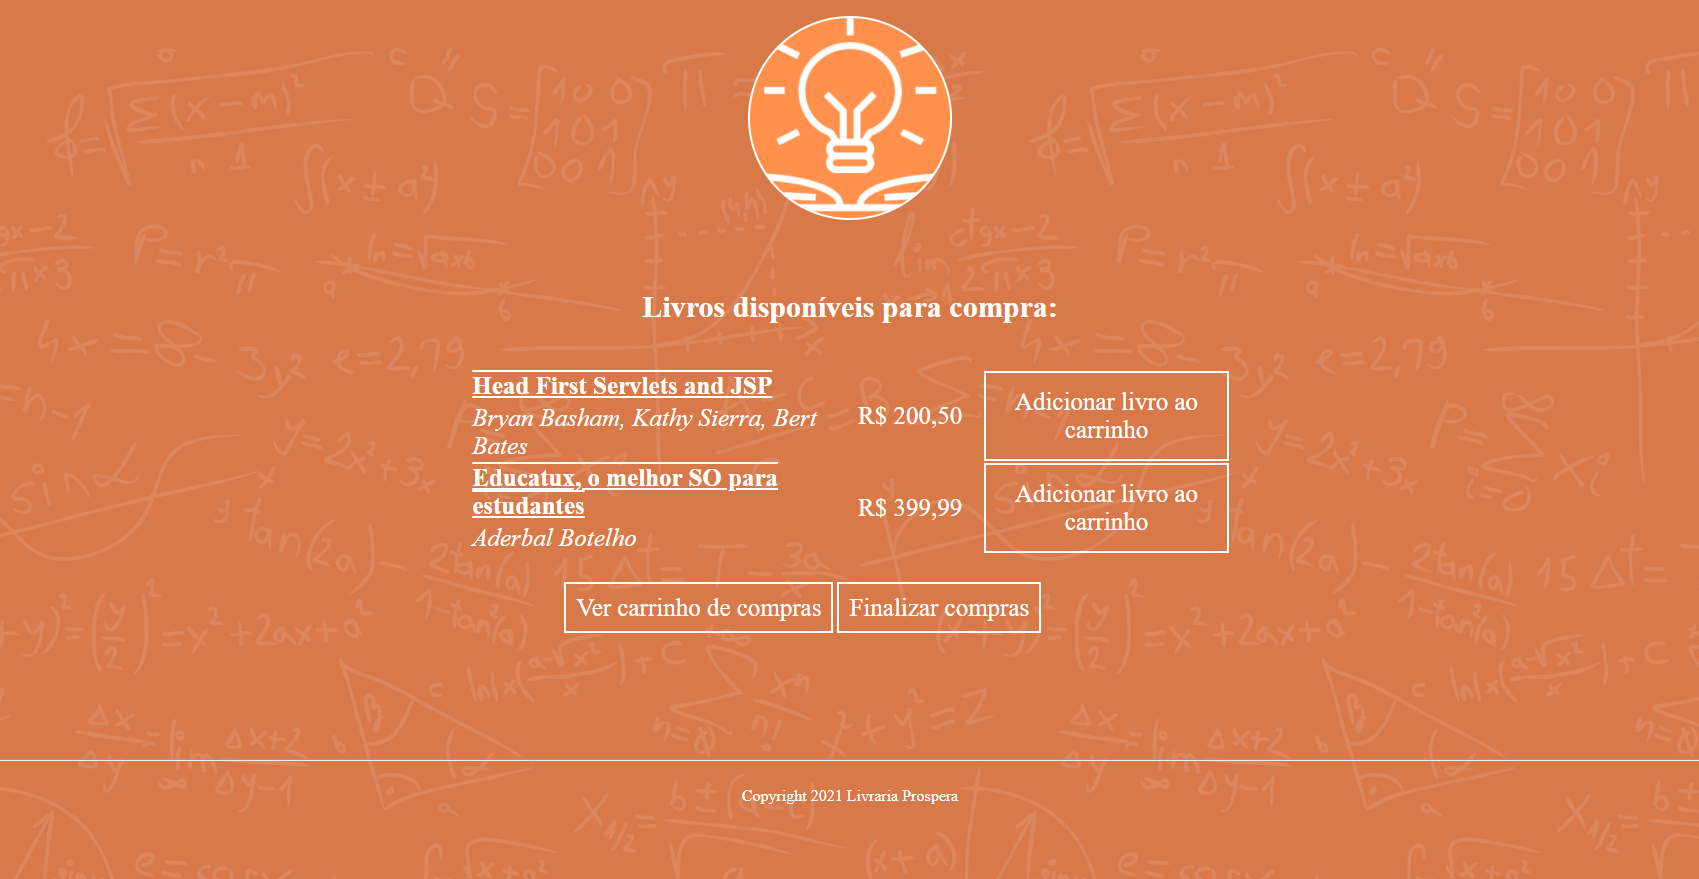 Livros disponíveis para compra:
Head First Servlets and JSP
Bryan Basham, Kathy Sierra, Bert
Bates
R$ 200,50
Adicionar livro ao
carrinho
Educatux, o melhor SO para
estudantes
Aderbal Botelho
R$ 399,99
Adicionar livro ao
carrinho
Ver carrinho de compras
Finalizar compras
Copyright 2021 Livraria Prospera